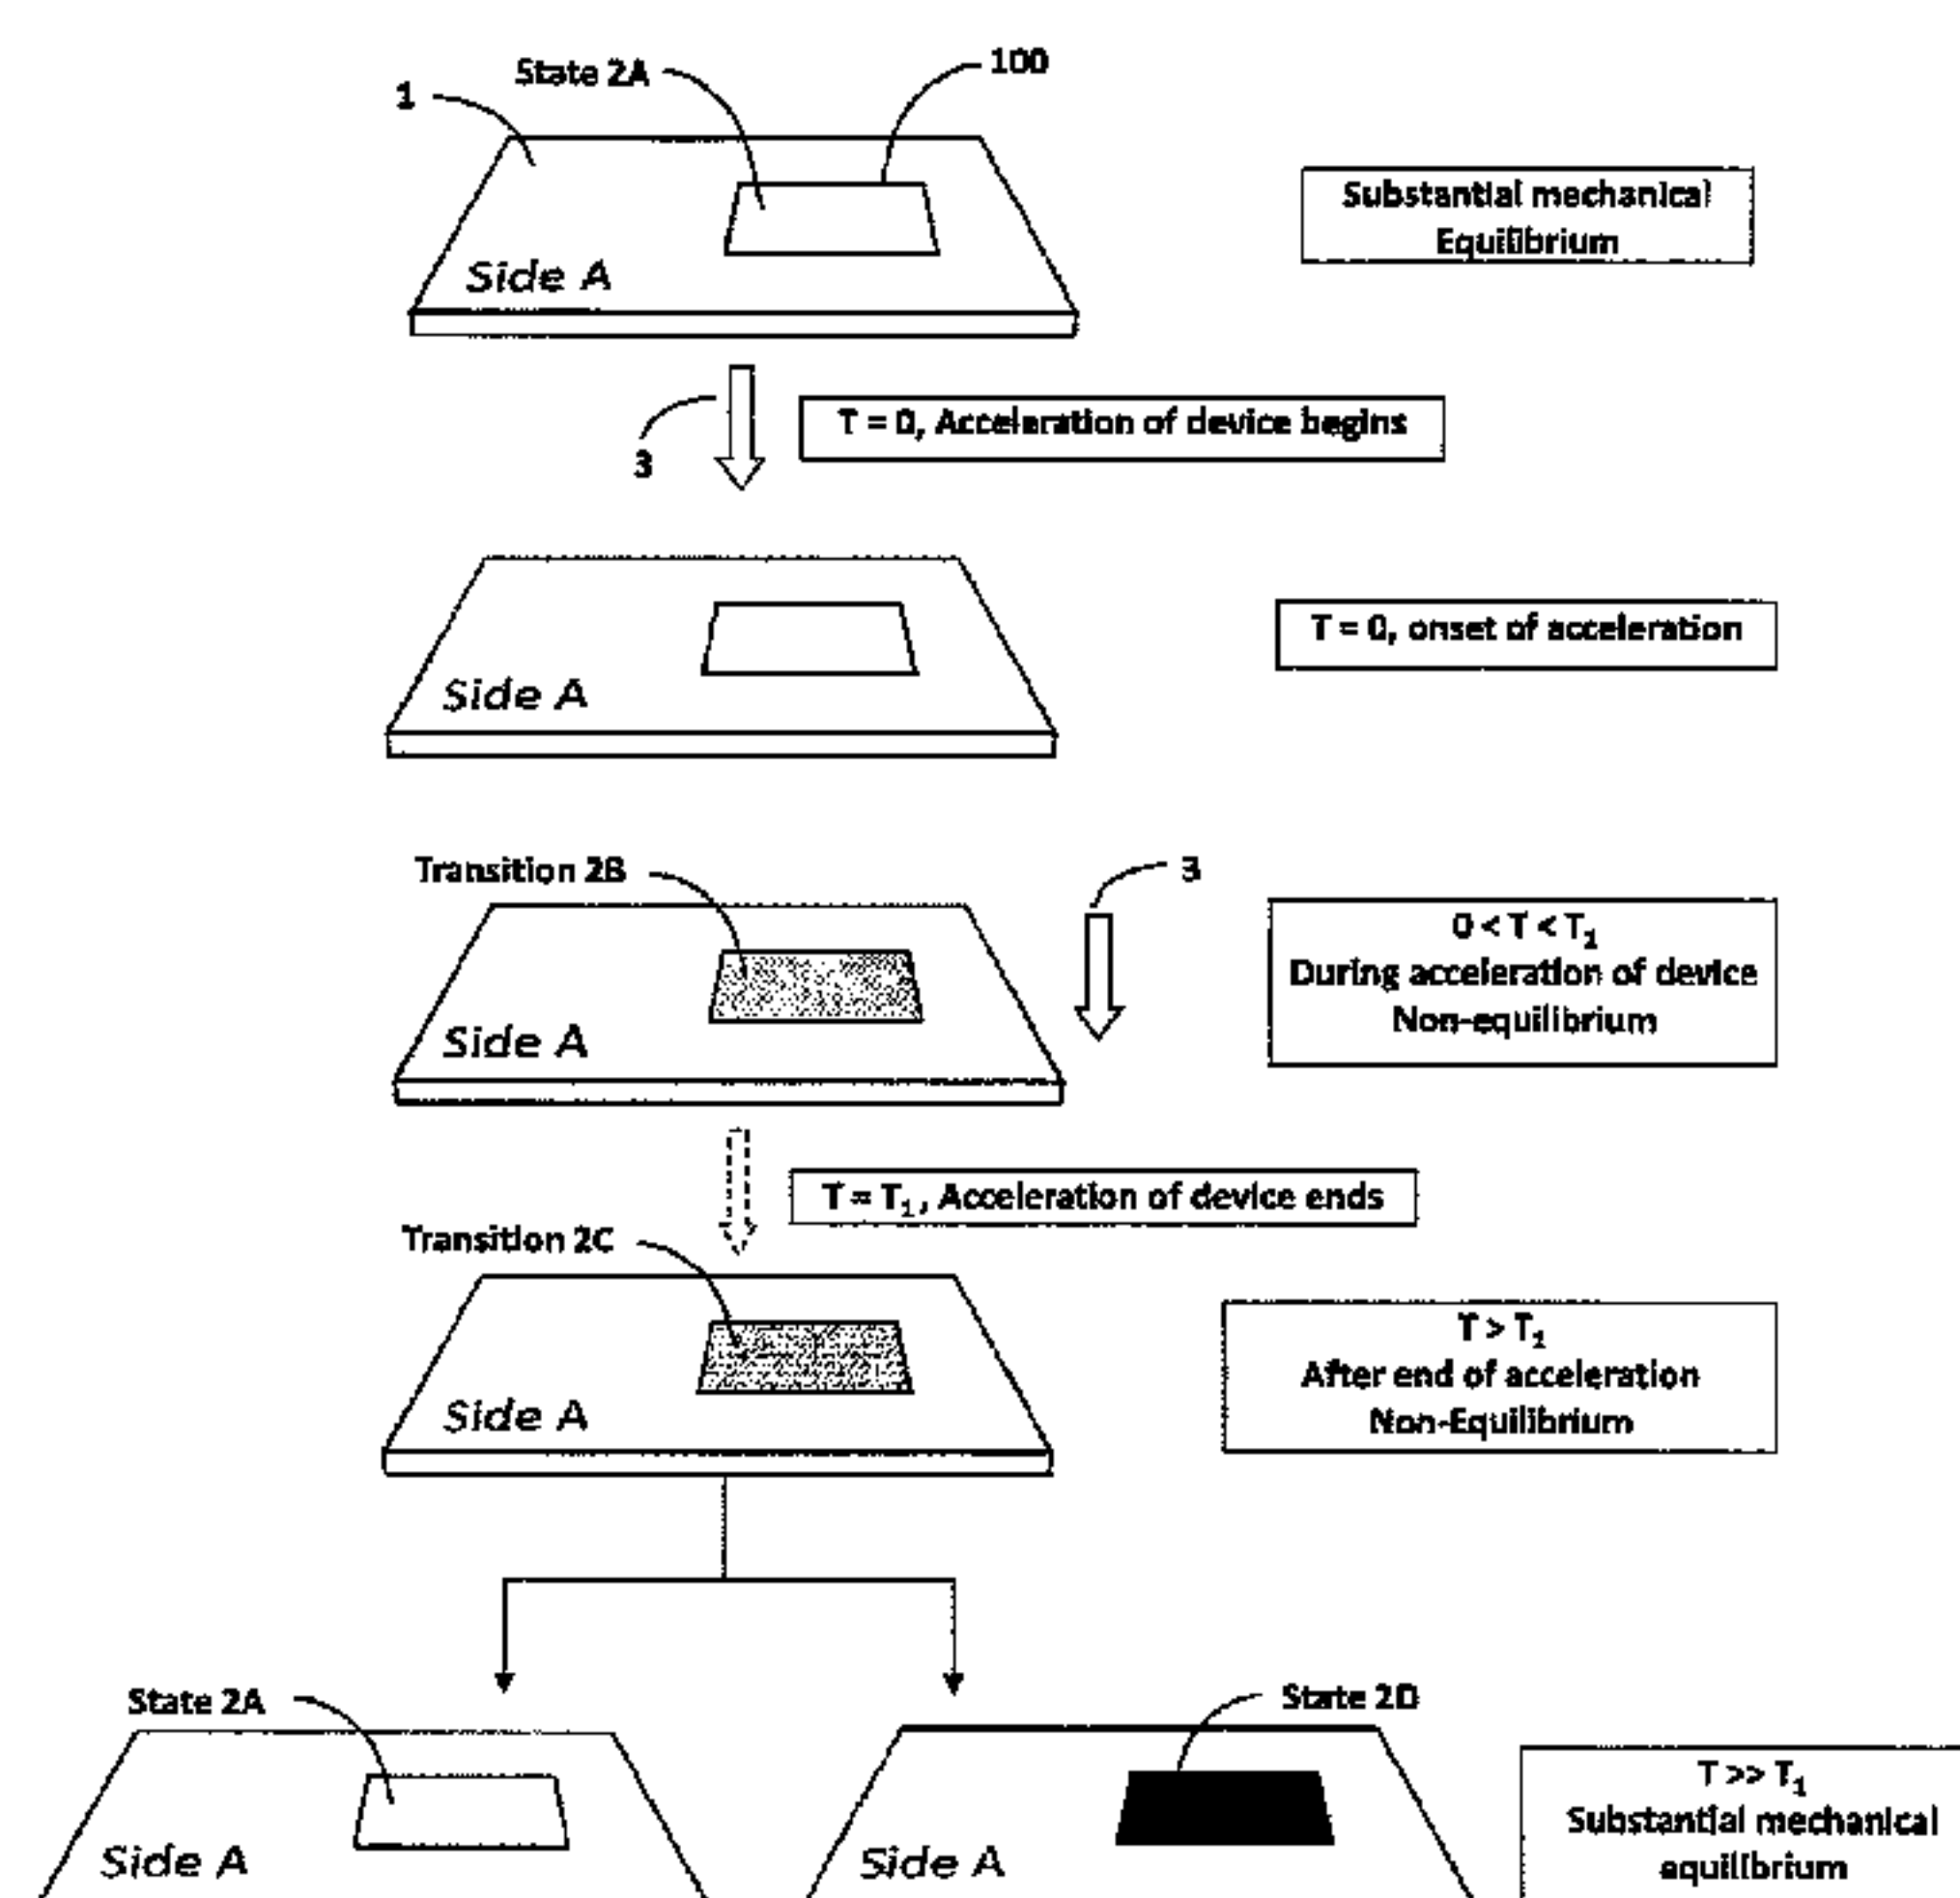 State 2A
100
1
Substantial mechanical
Equilibrium
Side A
T = 0, Acceleration of device begins
3
T = 0, onset of acceleration
Side A
Transition 2B
3
0 < T < T₁
During acceleration of device
Non-equilibrium
Side A
T = T₁, Acceleration of device ends
Transition 2C
T > T₁
After end of acceleration
Non-Equilibrium
Side A
State 2A
State 2D
T >> T₁
Substantial mechanical
equilibrium
Side A
Side A